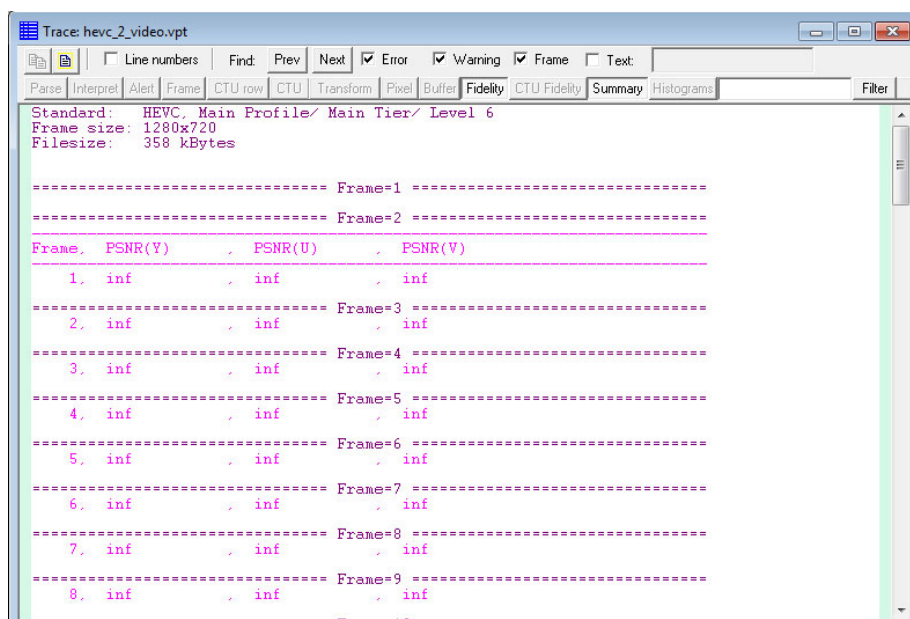 Trace: hevc_2_video.vpt
Line numbers Find: Prev Next Error Warning Frame Text:
Parse Interpret Alert Frame CTU row CTU Transform Pixel Buffer Fidelity CTU Fidelity Summary Histograms Filter
Standard: HEVC, Main Profile/ Main Tier/ Level 6
Frame size: 1280x720
Filesize: 358 kBytes
================================ Frame=1 ================================
================================ Frame=2 ================================
Frame, PSNR(Y) , PSNR(U) , PSNR(V)
1, inf , inf , inf
================================ Frame=3 ================================
2, inf , inf , inf
================================ Frame=4 ================================
3, inf , inf , inf
================================ Frame=5 ================================
4, inf , inf , inf
================================ Frame=6 ================================
5, inf , inf , inf
================================ Frame=7 ================================
6, inf , inf , inf
================================ Frame=8 ================================
7, inf , inf , inf
================================ Frame=9 ================================
8, inf , inf , inf